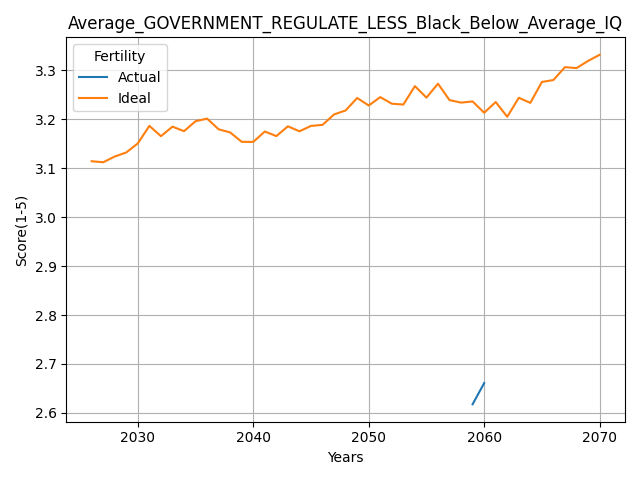 Average_GOVERNMENT_REGULATE_LESS_Black_Below_Average_IQ
Fertility
Actual
Ideal
Score(1-5)
3.3
3.2
3.1
3.0
2.9
2.8
2.7
2.6
2030 2040 2050 2060 2070
Years